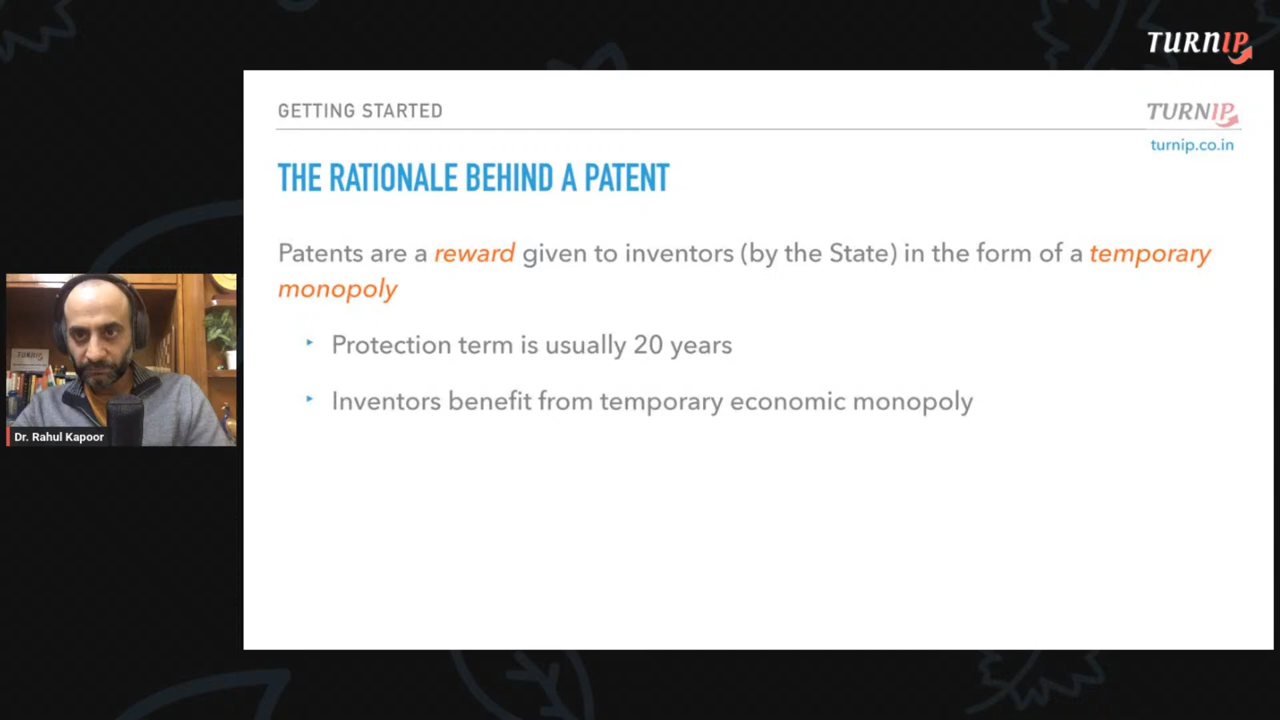 TURNIP
GETTING STARTED
TURNIP
turnip.co.in
THE RATIONALE BEHIND A PATENT
Patents are a reward given to inventors (by the State) in the form of a temporary
monopoly
Protection term is usually 20 years
Inventors benefit from temporary economic monopoly
TURNIP
Dr. Rahul Kapoor